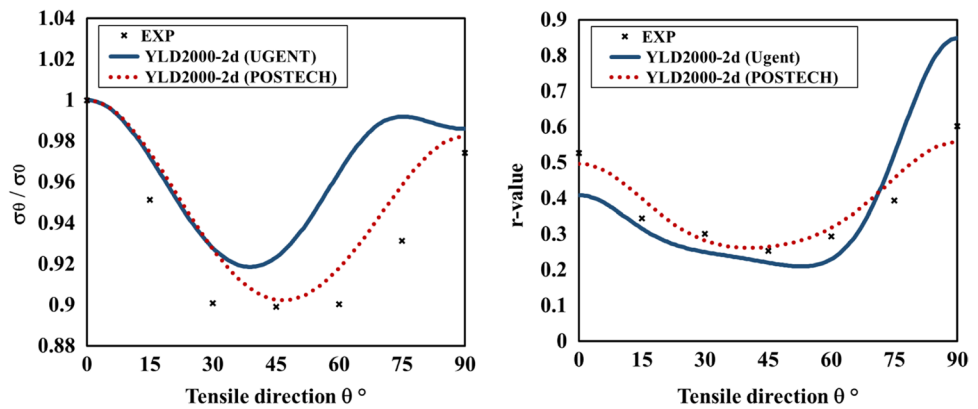 1.04
1.02
1
0.98
0.96
0.94
0.92
0.9
0.88
σθ / σ0
EXP
YLD2000-2d (UGENT)
YLD2000-2d (POSTECH)
0 15 30 45 60 75 90
Tensile direction θ °
0.9
0.8
0.7
0.6
0.5
0.4
0.3
0.2
0.1
0
r-value
EXP
YLD2000-2d (Ugent)
YLD2000-2d (POSTECH)
0 15 30 45 60 75 90
Tensile direction θ °